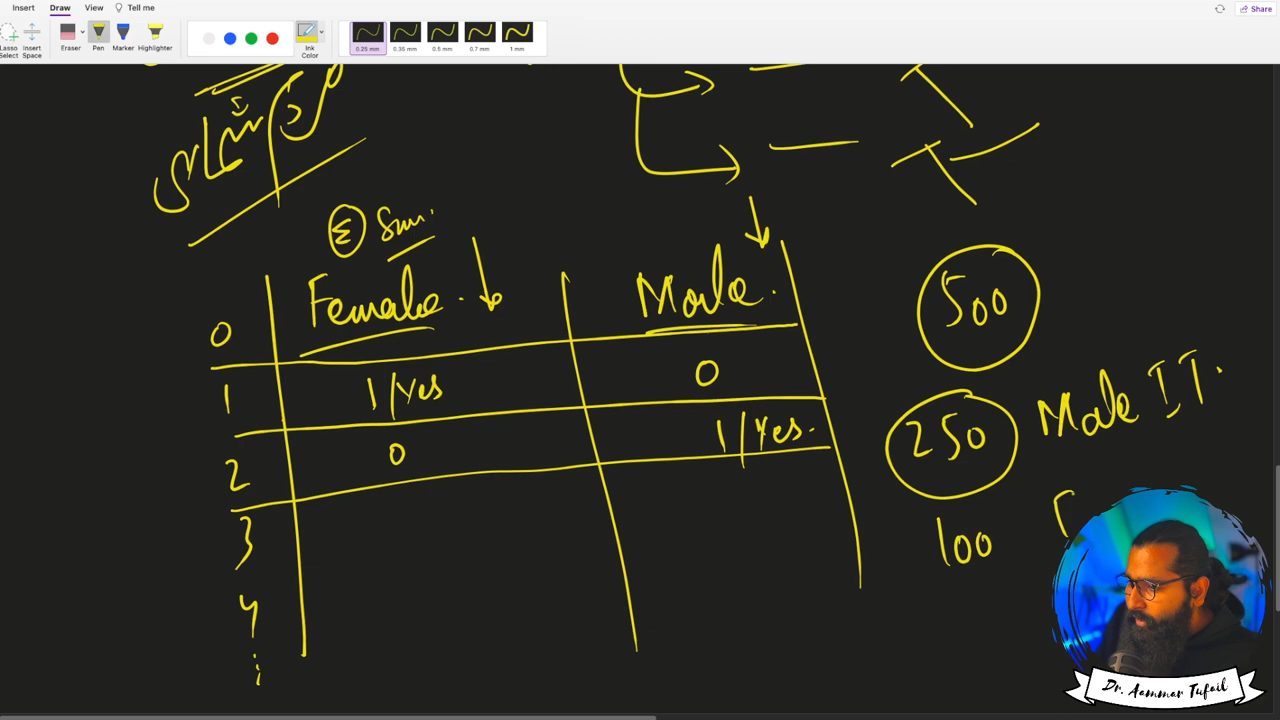 Insert Draw View Tell me
Share
Lasso Select
Insert Space
Eraser
Pen
Marker
Highlighter
Ink Color
0.25 mm
0.35 mm
0.5 mm
0.7 mm
1 mm
Σ Sum.
Female. Male.
0
1 1/Yes 0
2 0 1/Yes.
3
4
500
250 Male IT.
100
Dr. Aammar Tufail